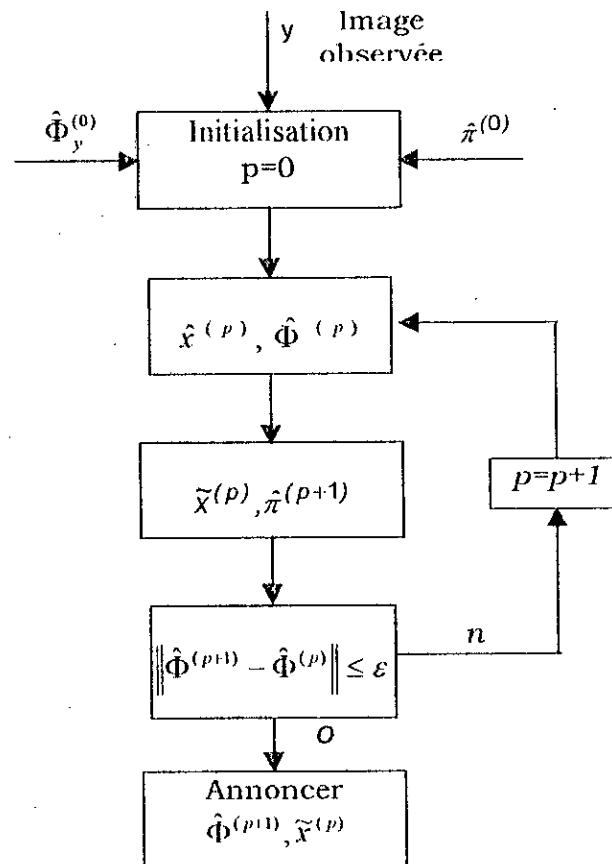 y Image
observée
Φ̂_y^(0)
Initialisation
p=0
π̂^(0)
x̂^(p), Φ̂^(p)
x̃^(p), π̂^(p+1)
p=p+1
‖Φ̂^(p+1) − Φ̂^(p)‖ ≤ ε
n
O
Annoncer
Φ̂^(p+1), x̃^(p)